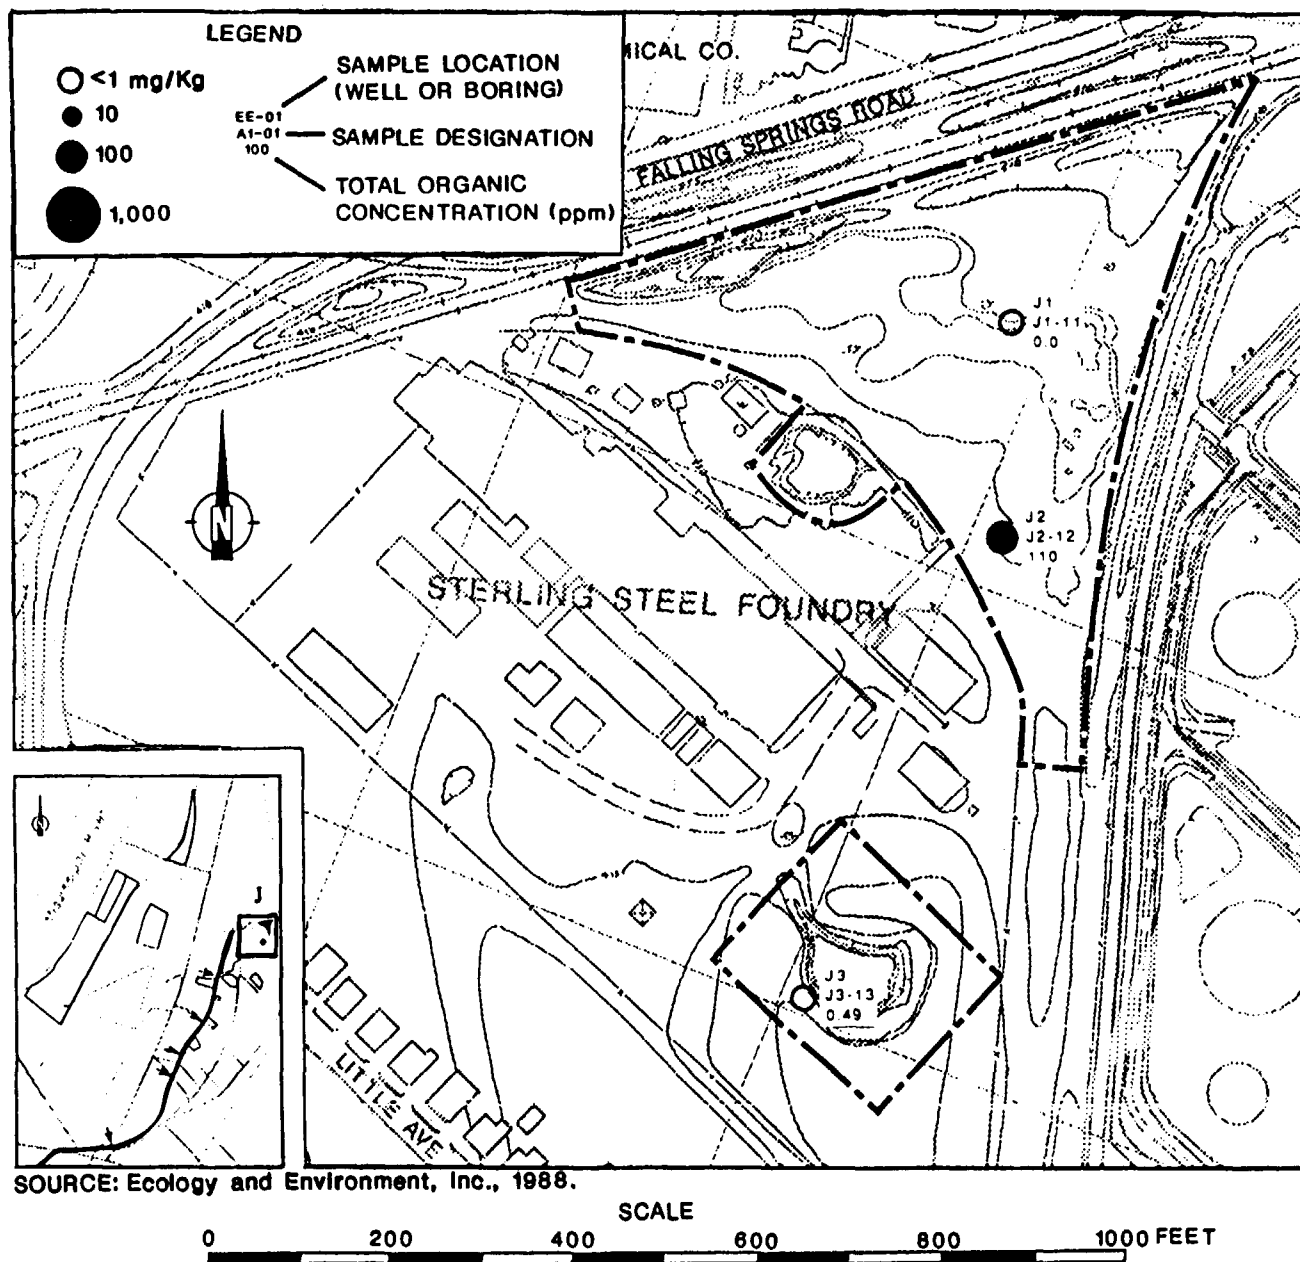 LEGEND
<1 mg/Kg
10
100
1,000
EE-01
A1-01
100
SAMPLE LOCATION
(WELL OR BORING)
SAMPLE DESIGNATION
TOTAL ORGANIC
CONCENTRATION (ppm)
MICAL CO.
FALLING SPRINGS ROAD
J1
J1-11
0.0
J2
J2-12
110
N
STERLING STEEL FOUNDRY
J
J3
J3-13
0.49
LITTLE AVE
SOURCE: Ecology and Environment, Inc., 1988.
SCALE
0 200 400 600 800 1000 FEET